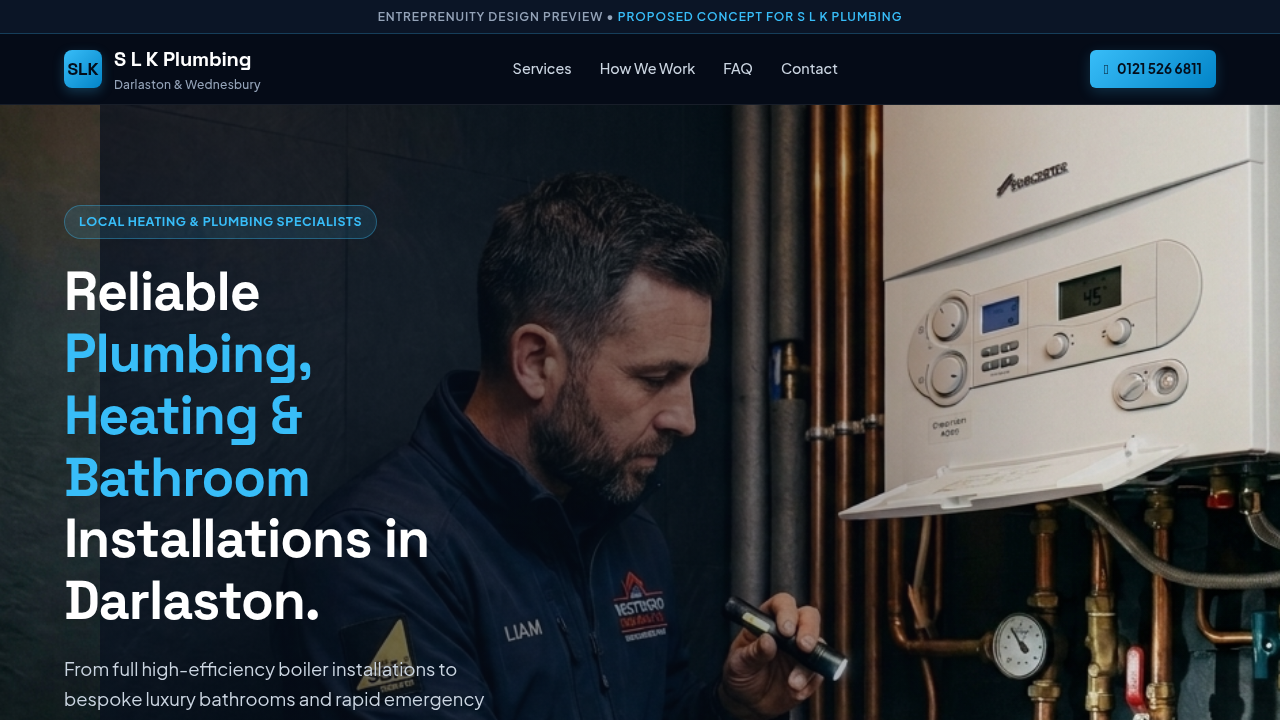 ENTREPRENUITY DESIGN PREVIEW • PROPOSED CONCEPT FOR S L K PLUMBING
SLK
S L K Plumbing
Darlaston & Wednesbury
Services
How We Work
FAQ
Contact
0121 526 6811
LOCAL HEATING & PLUMBING SPECIALISTS
Reliable
Plumbing,
Heating &
Bathroom
Installations in
Darlaston.
From full high-efficiency boiler installations to
bespoke luxury bathrooms and rapid emergency
LIAM
45°